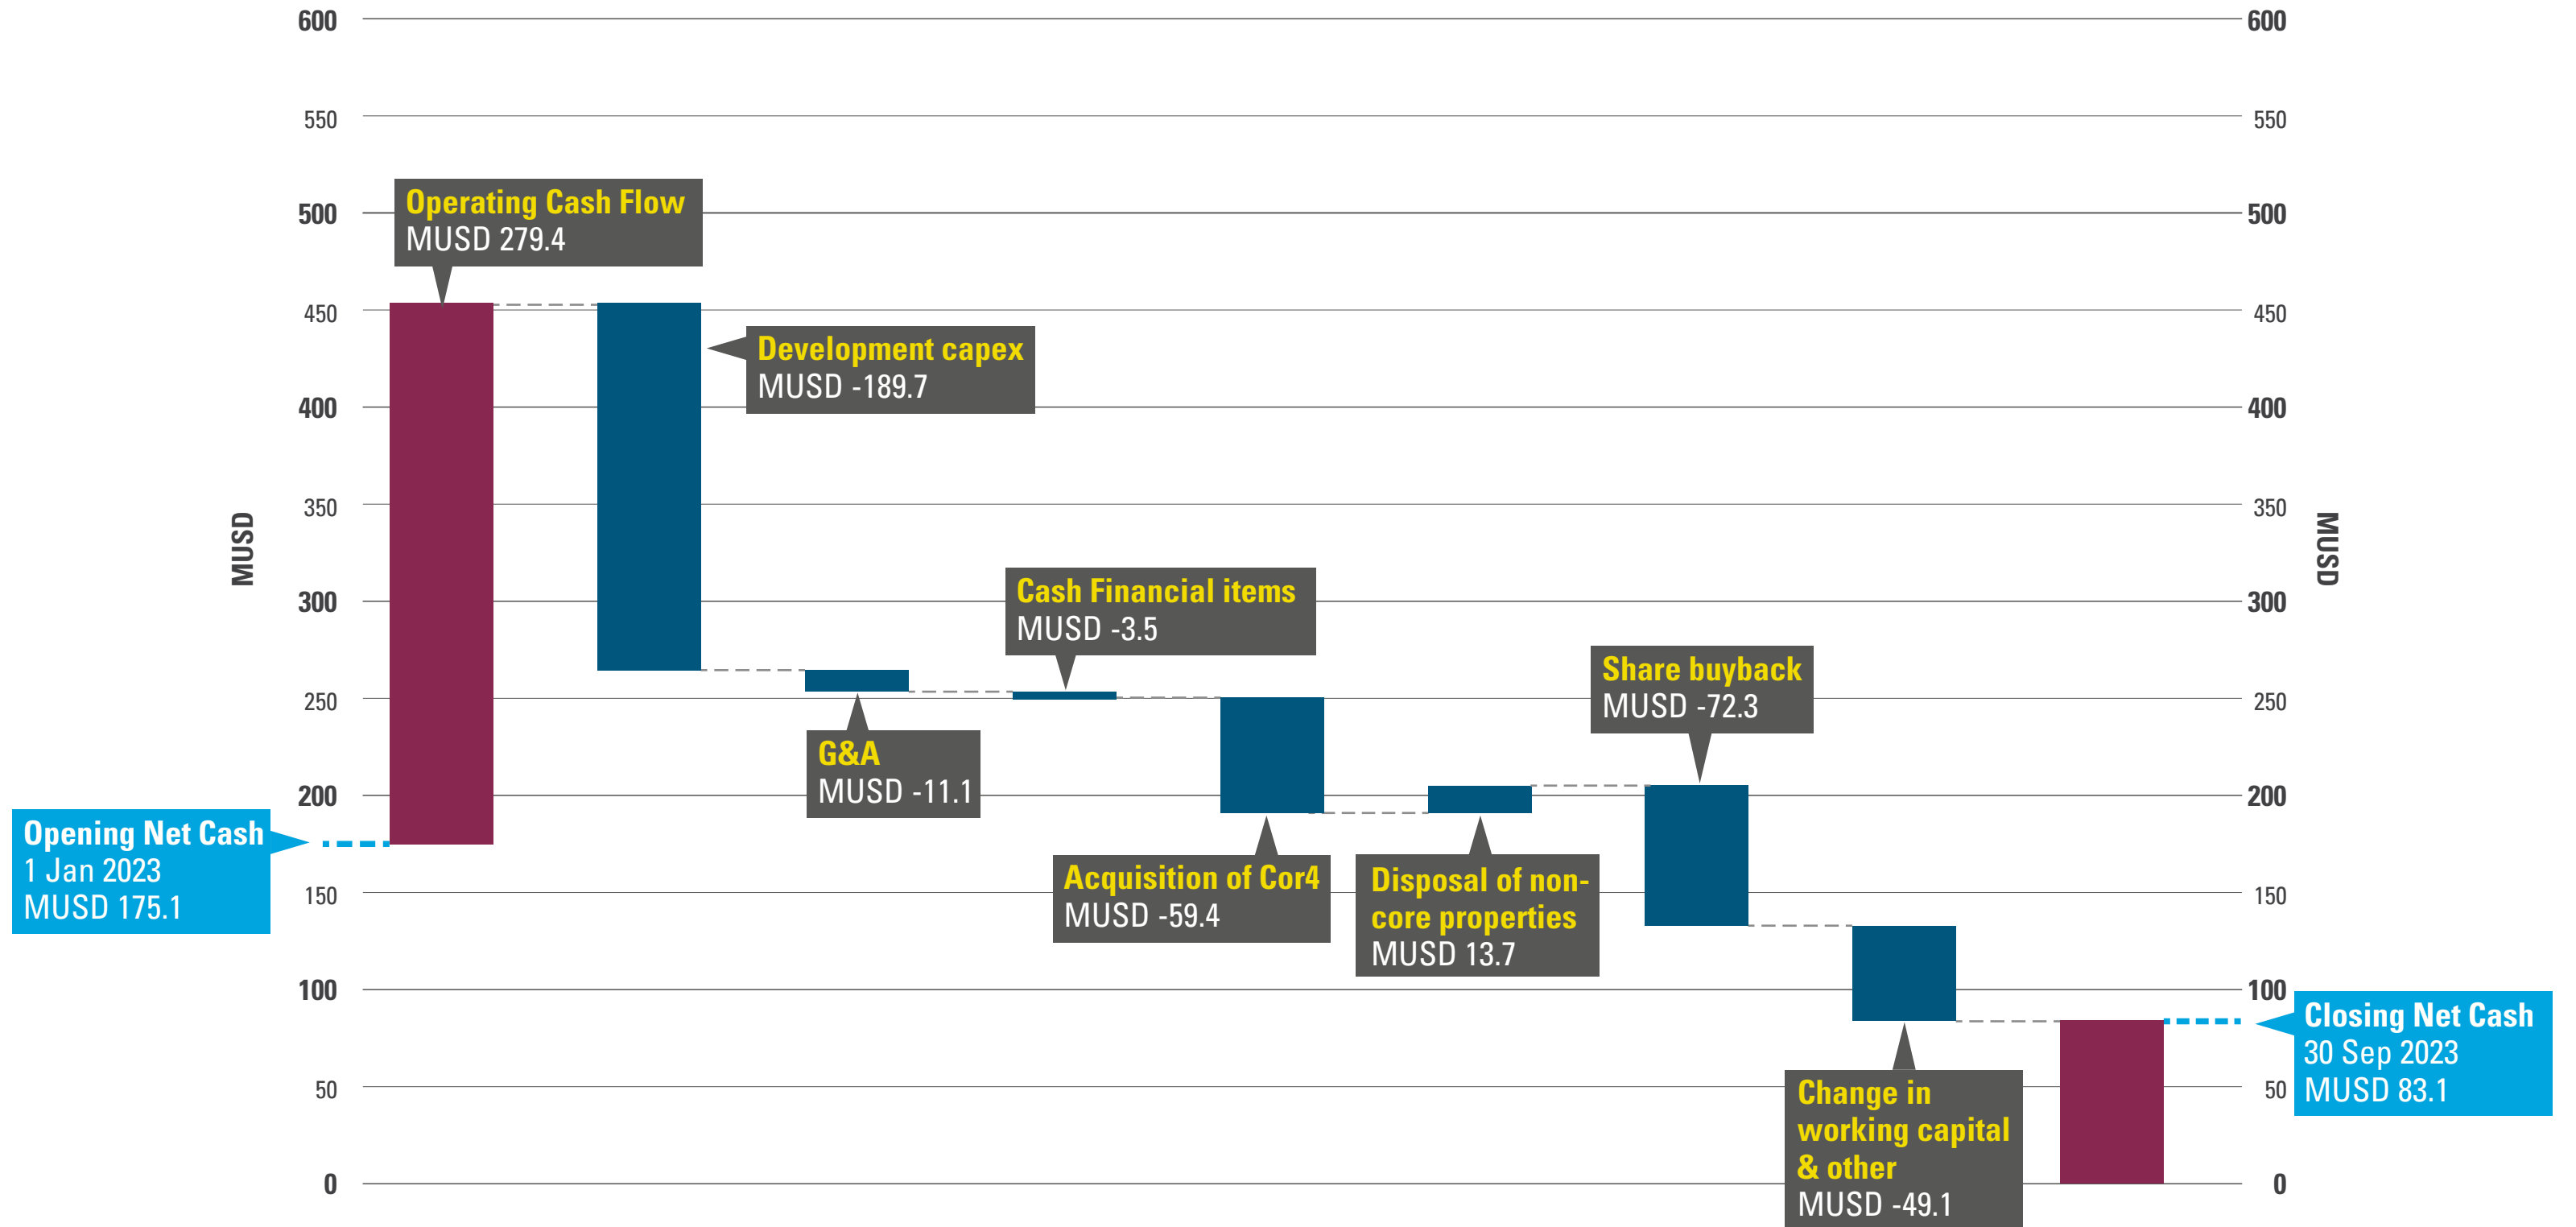 600
550
500
450
400
350
300
250
200
150
100
50
0
MUSD
Opening Net Cash
1 Jan 2023
MUSD 175.1
Operating Cash Flow
MUSD 279.4
Development capex
MUSD -189.7
G&A
MUSD -11.1
Cash Financial items
MUSD -3.5
Acquisition of Cor4
MUSD -59.4
Disposal of non-
core properties
MUSD 13.7
Share buyback
MUSD -72.3
Change in
working capital
& other
MUSD -49.1
Closing Net Cash
30 Sep 2023
MUSD 83.1
600
550
500
450
400
350
300
250
200
150
100
50
0
MUSD